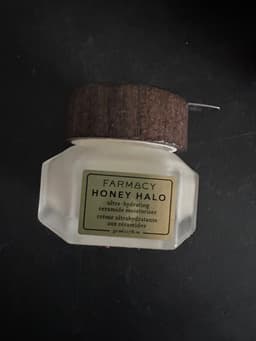 FARMACY
HONEY HALO
ultra-hydrating
ceramide moisturizer
crème ultrahydratante
aux céramides